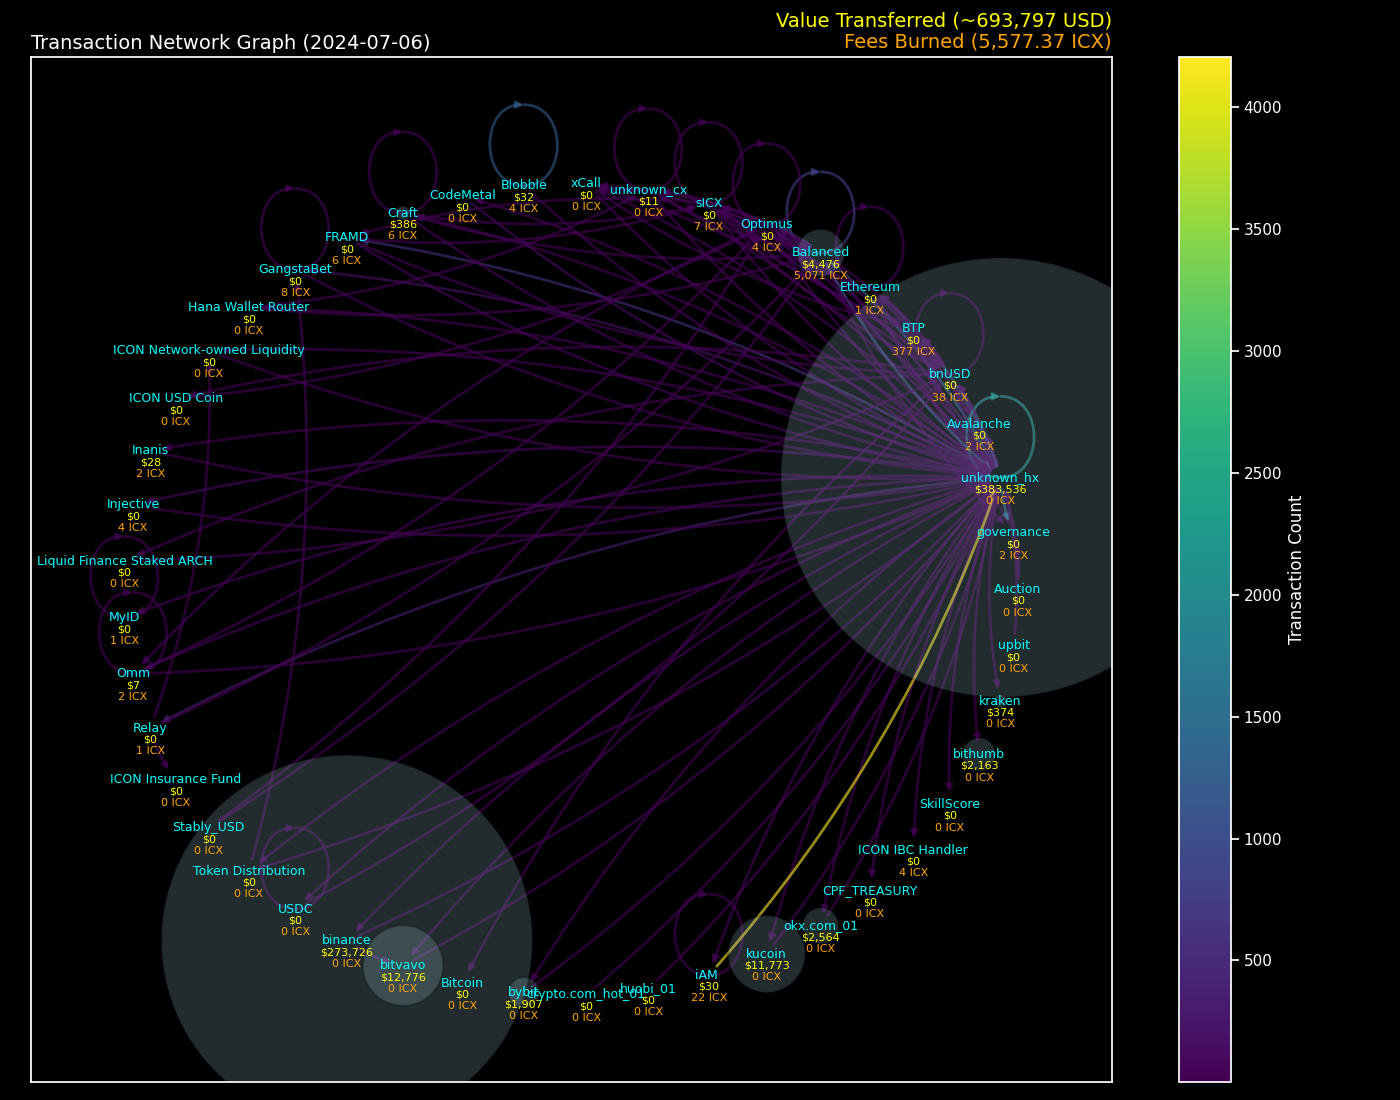 Value Transferred (~693,797 USD)
Transaction Network Graph (2024-07-06)
Fees Burned (5,577.37 ICX)
Blobble
$32
4 ICX
xCall
$0
0 ICX
unknown_cx
$11
0 ICX
CodeMetal
$0
0 ICX
sICX
$0
7 ICX
Craft
$386
6 ICX
Optimus
$0
4 ICX
FRAMD
$0
6 ICX
Balanced
$4,476
5,071 ICX
GangstaBet
$0
8 ICX
Ethereum
$0
1 ICX
Hana Wallet Router
$0
0 ICX
BTP
$0
377 ICX
ICON Network-owned Liquidity
$0
0 ICX
bnUSD
$0
38 ICX
ICON USD Coin
$0
0 ICX
Avalanche
$0
2 ICX
Inanis
$28
2 ICX
unknown_hx
$383,536
0 ICX
Injective
$0
4 ICX
governance
$0
2 ICX
Liquid Finance Staked ARCH
$0
0 ICX
Auction
$0
0 ICX
MyID
$0
1 ICX
upbit
$0
0 ICX
Omm
$7
2 ICX
kraken
$374
0 ICX
Relay
$0
1 ICX
bithumb
$2,163
0 ICX
ICON Insurance Fund
$0
0 ICX
SkillScore
$0
0 ICX
Stably_USD
$0
0 ICX
ICON IBC Handler
$0
4 ICX
Token Distribution
$0
0 ICX
CPF_TREASURY
$0
0 ICX
USDC
$0
0 ICX
okx.com_01
$2,564
0 ICX
binance
$273,726
0 ICX
kucoin
$11,773
0 ICX
bitvavo
$12,776
0 ICX
iAM
$30
22 ICX
Bitcoin
$0
0 ICX
bybit
$1,907
0 ICX
crypto.com_hot_01
$0
0 ICX
huobi_01
$0
0 ICX
4000
3500
3000
2500
2000
1500
1000
500
Transaction Count